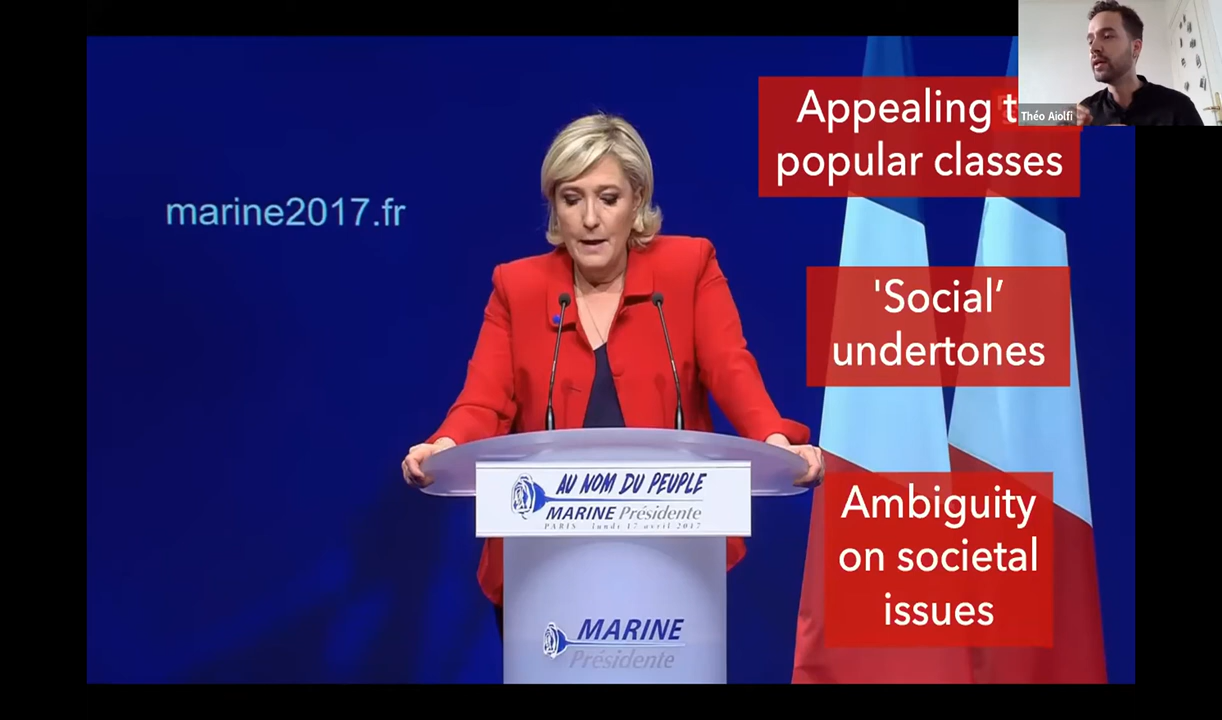 Théo Aiolfi
Appealing
popular classes
marine2017.fr
'Social’
undertones
AU NOM DU PEUPLE
MARINE Présidente
PARIS lundi 17 avril 2017
Ambiguity
on societal
issues
MARINE
Présidente